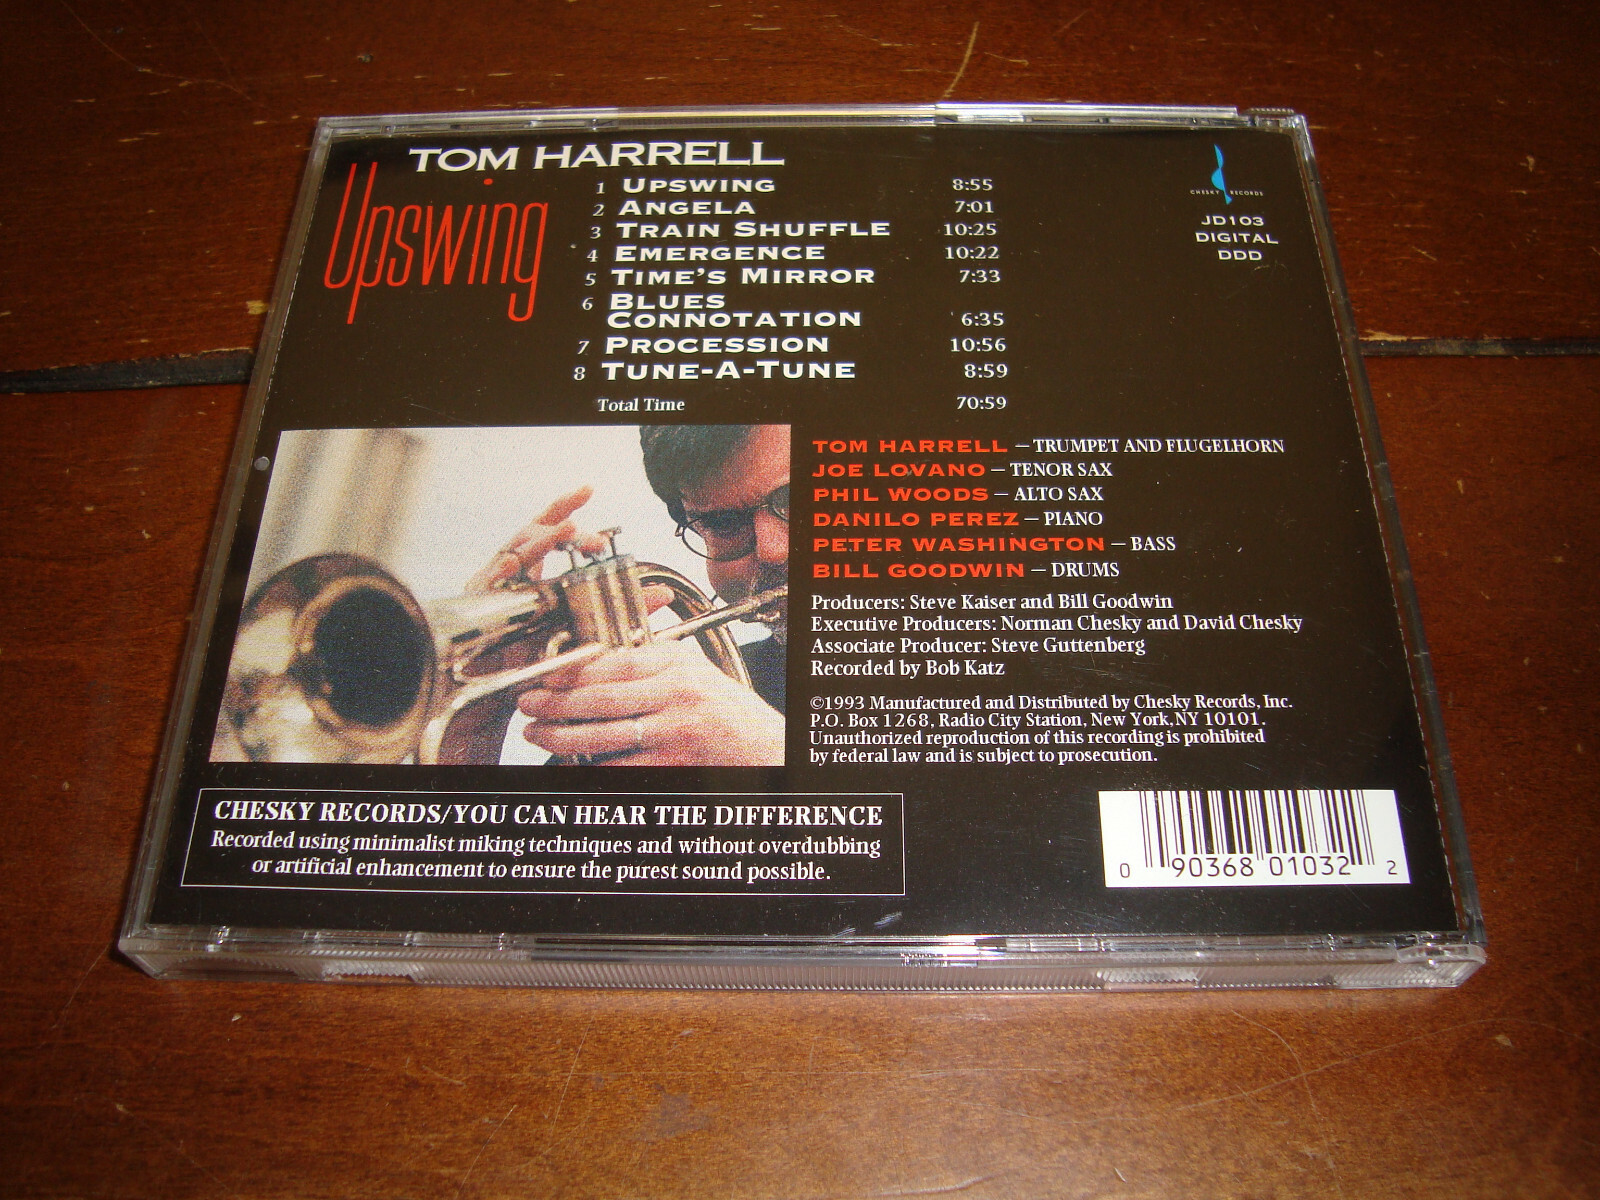 TOM HARRELL
Upswing
1 UPSWING 8:55
2 ANGELA 7:01
3 TRAIN SHUFFLE 10:25
4 EMERGENCE 10:22
5 TIME'S MIRROR 7:33
6 BLUES
CONNOTATION 6:35
7 PROCESSION 10:56
8 TUNE-A-TUNE 8:59
Total Time 70:59
CHESKY RECORDS
JD103
DIGITAL
DDD
TOM HARRELL – TRUMPET AND FLUGELHORN
JOE LOVANO – TENOR SAX
PHIL WOODS – ALTO SAX
DANILO PEREZ – PIANO
PETER WASHINGTON – BASS
BILL GOODWIN – DRUMS
Producers: Steve Kaiser and Bill Goodwin
Executive Producers: Norman Chesky and David Chesky
Associate Producer: Steve Guttenberg
Recorded by Bob Katz
©1993 Manufactured and Distributed by Chesky Records, Inc.
P.O. Box 1268, Radio City Station, New York, NY 10101.
Unauthorized reproduction of this recording is prohibited
by federal law and is subject to prosecution.
CHESKY RECORDS/YOU CAN HEAR THE DIFFERENCE
Recorded using minimalist miking techniques and without overdubbing
or artificial enhancement to ensure the purest sound possible.
0 90368 01032 2